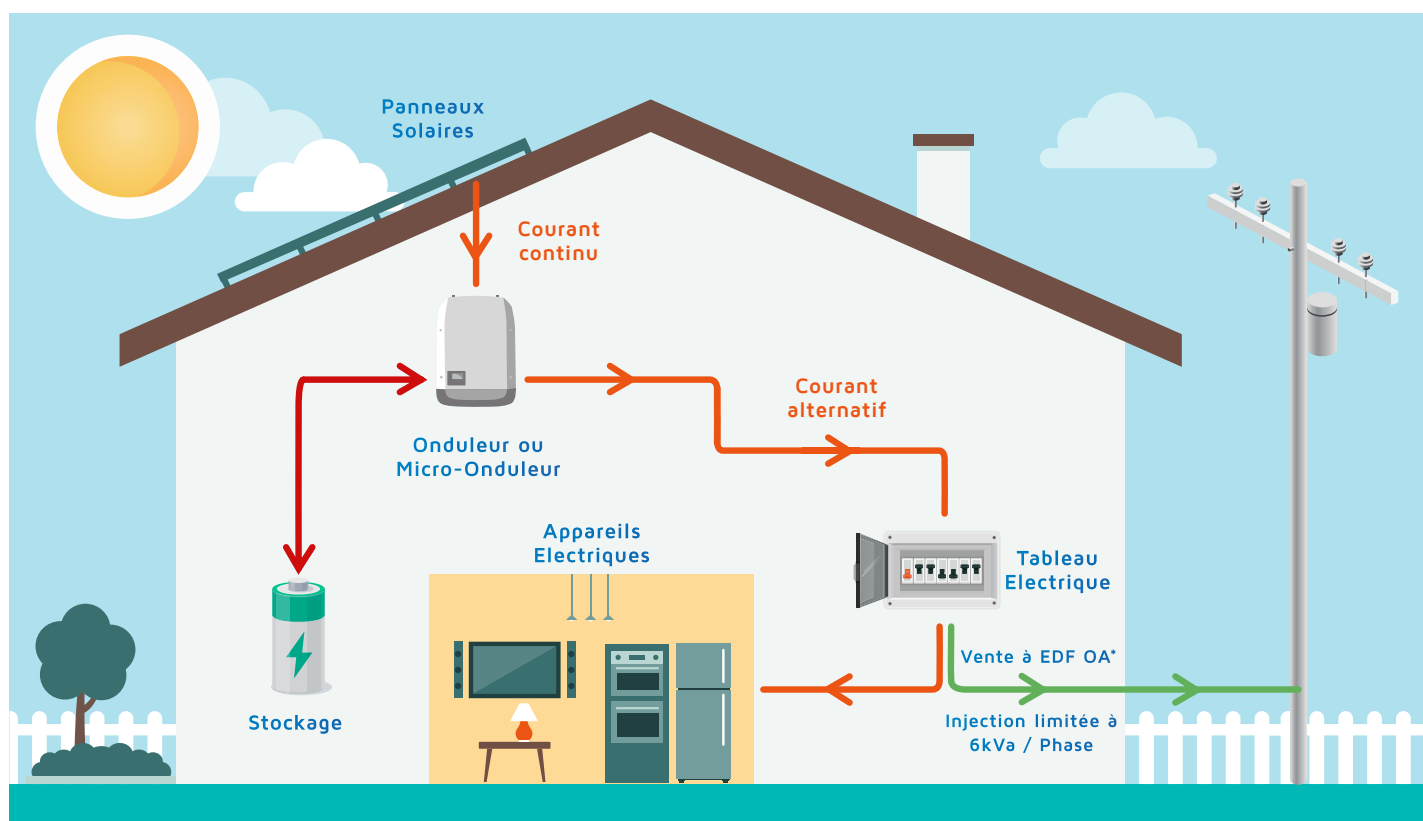 Panneaux
Solaires
Courant
continu
Courant
alternatif
Onduleur ou
Micro-Onduleur
Appareils
Electriques
Tableau
Electrique
Vente à EDF OA*
Stockage
Injection limitée à
6kVa / Phase